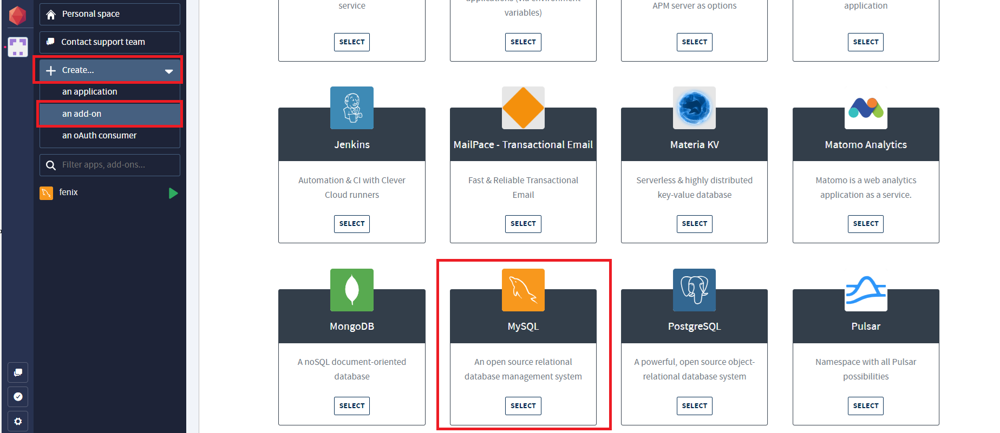 Personal space
Contact support team
Create...
an application
an add-on
an oAuth consumer
Filter apps, add-ons...
fenix
service
SELECT
variables)
SELECT
APM server as options
SELECT
application
SELECT
Jenkins
Automation & CI with Clever
Cloud runners
SELECT
MailPace - Transactional Email
Fast & Reliable Transactional
Email
SELECT
Materia KV
Serverless & highly distributed
key-value database
SELECT
Matomo Analytics
Matomo is a web analytics
application as a service.
SELECT
MongoDB
A noSQL document-oriented
database
SELECT
MySQL
An open source relational
database management system
SELECT
PostgreSQL
A powerful, open source object-
relational database system
SELECT
Pulsar
Namespace with all Pulsar
possibilities
SELECT